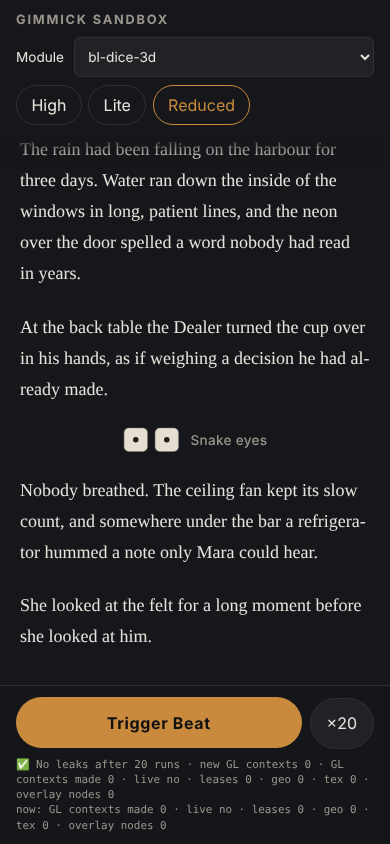 GIMMICK SANDBOX
Module bl-dice-3d
High Lite Reduced
The rain had been falling on the harbour for
three days. Water ran down the inside of the
windows in long, patient lines, and the neon
over the door spelled a word nobody had read
in years.
At the back table the Dealer turned the cup over
in his hands, as if weighing a decision he had al-
ready made.
Snake eyes
Nobody breathed. The ceiling fan kept its slow
count, and somewhere under the bar a refrigera-
tor hummed a note only Mara could hear.
She looked at the felt for a long moment before
she looked at him.
Trigger Beat ×20
✅ No leaks after 20 runs · new GL contexts 0 · GL
contexts made 0 · live no · leases 0 · geo 0 · tex 0 ·
overlay nodes 0
now: GL contexts made 0 · live no · leases 0 · geo 0 ·
tex 0 · overlay nodes 0